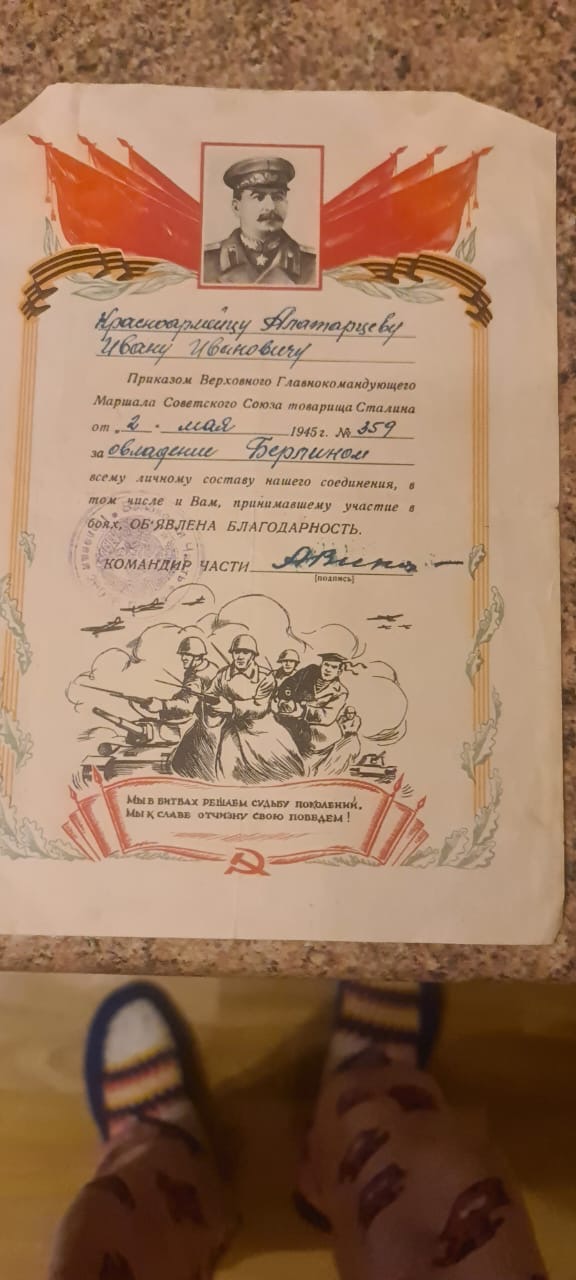 Красноармейцу Алатарцеву
Ивану Ивановичу
Приказом Верховного Главнокомандующего
Маршала Советского Союза товарища Сталина
от „2 " мая 1945 г. № 359
за овладение Берлином
всему личному составу нашего соединения, в
том числе и Вам, принимавшему участие в
боях, ОБ'ЯВЛЕНА БЛАГОДАРНОСТЬ.
КОМАНДИР ЧАСТИ
[подпись]
МЫ В БИТВАХ РЕШАЕМ СУДЬБУ ПОКОЛЕНИЙ,
МЫ К СЛАВЕ ОТЧИЗНУ СВОЮ ПОВЕДЕМ!